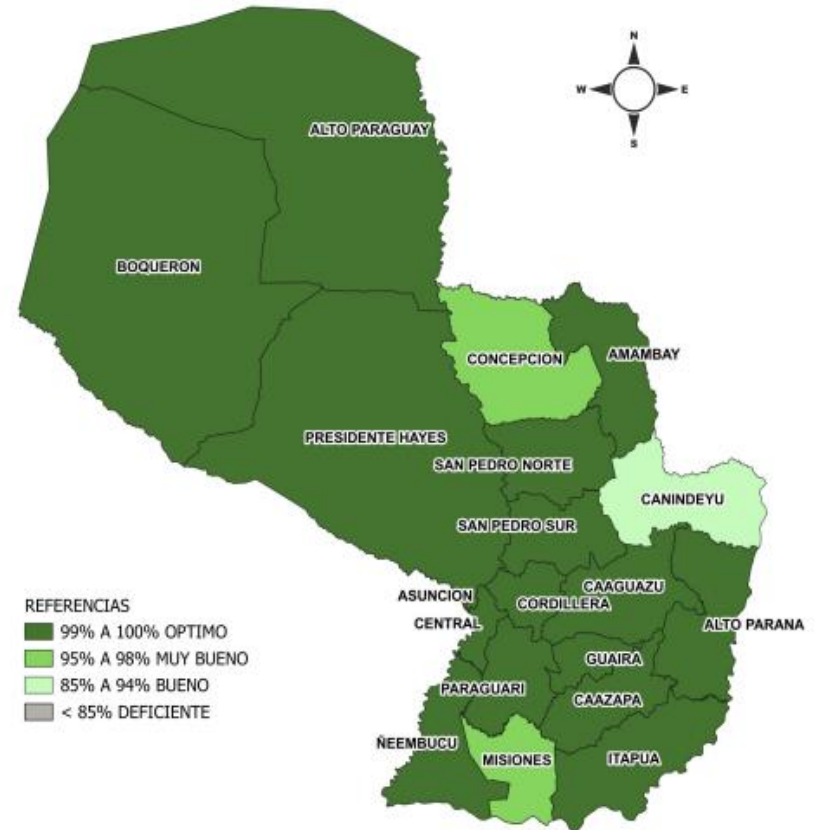 N
W E
S
ALTO PARAGUAY
BOQUERON
CONCEPCION
AMAMBAY
PRESIDENTE HAYES
SAN PEDRO NORTE
CANINDEYU
SAN PEDRO SUR
ASUNCION
CAAGUAZU
CORDILLERA
CENTRAL
ALTO PARANA
GUAIRA
PARAGUARI
CAAZAPA
ÑEEMBUCU
MISIONES
ITAPUA
REFERENCIAS
99% A 100% OPTIMO
95% A 98% MUY BUENO
85% A 94% BUENO
< 85% DEFICIENTE